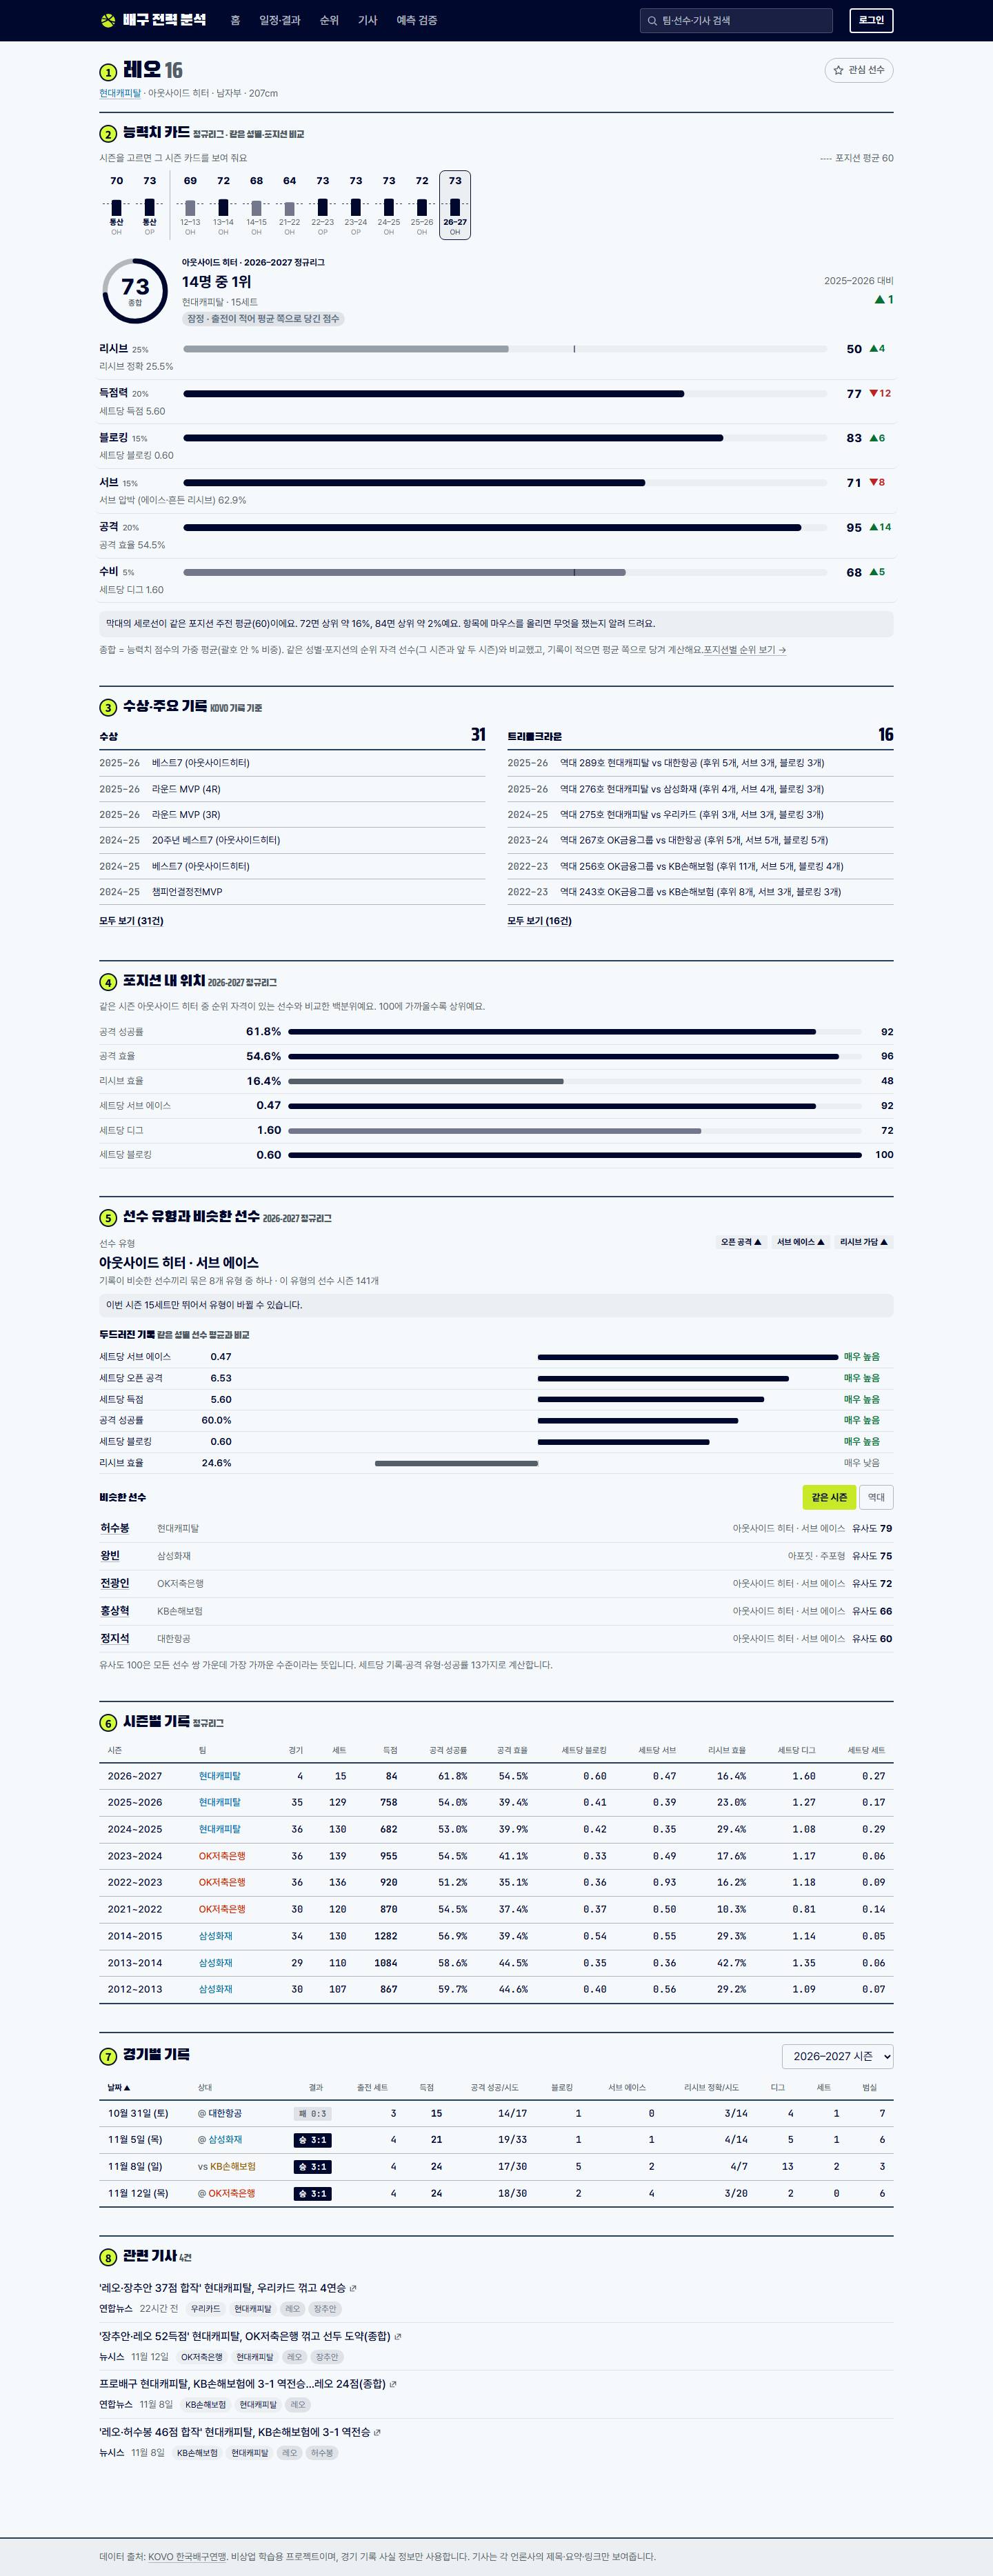 배구 전력 분석 홈 일정·결과 순위 기사 예측 검증 팀·선수·기사 검색 로그인
1 레오 16 관심 선수
현대캐피탈 · 아웃사이드 히터 · 남자부 · 207cm
2 능력치 카드 정규리그 · 같은 성별·포지션 비교
시즌을 고르면 그 시즌 카드를 보여 줘요 ---- 포지션 평균 60
70 73 69 72 68 64 73 73 73 72 73
통산 통산 12–13 13–14 14–15 21–22 22–23 23–24 24–25 25–26 26–27
OH OP OH OH OH OH OP OP OH OH OH
73 종합
아웃사이드 히터 · 2026–2027 정규리그
14명 중 1위
현대캐피탈 · 15세트
잠정 · 출전이 적어 평균 쪽으로 당긴 점수
2025–2026 대비
▲ 1
리시브 25% 50 ▲4
리시브 정확 25.5%
득점력 20% 77 ▼12
세트당 득점 5.60
블로킹 15% 83 ▲6
세트당 블로킹 0.60
서브 15% 71 ▼8
서브 압박 (에이스·흔든 리시브) 62.9%
공격 20% 95 ▲14
공격 효율 54.5%
수비 5% 68 ▲5
세트당 디그 1.60
막대의 세로선이 같은 포지션 주전 평균(60)이에요. 72면 상위 약 16%, 84면 상위 약 2%예요. 항목에 마우스를 올리면 무엇을 쟀는지 알려 드려요.
종합 = 능력치 점수의 가중 평균(괄호 안 % 비중). 같은 성별·포지션의 순위 자격 선수(그 시즌과 앞 두 시즌)와 비교했고, 기록이 적으면 평균 쪽으로 당겨 계산해요.포지션별 순위 보기 →
3 수상·주요 기록 KOVO 기록 기준
수상 31
2025–26 베스트7 (아웃사이드히터)
2025–26 라운드 MVP (4R)
2025–26 라운드 MVP (3R)
2024–25 20주년 베스트7 (아웃사이드히터)
2024–25 베스트7 (아웃사이드히터)
2024–25 챔피언결정전MVP
모두 보기 (31건)
트리플크라운 16
2025–26 역대 289호 현대캐피탈 vs 대한항공 (후위 5개, 서브 3개, 블로킹 3개)
2025–26 역대 276호 현대캐피탈 vs 삼성화재 (후위 4개, 서브 4개, 블로킹 3개)
2024–25 역대 275호 현대캐피탈 vs 우리카드 (후위 3개, 서브 3개, 블로킹 3개)
2023–24 역대 267호 OK금융그룹 vs 대한항공 (후위 5개, 서브 5개, 블로킹 5개)
2022–23 역대 256호 OK금융그룹 vs KB손해보험 (후위 11개, 서브 5개, 블로킹 4개)
2022–23 역대 243호 OK금융그룹 vs KB손해보험 (후위 8개, 서브 3개, 블로킹 3개)
모두 보기 (16건)
4 포지션 내 위치 2026-2027 정규리그
같은 시즌 아웃사이드 히터 중 순위 자격이 있는 선수와 비교한 백분위예요. 100에 가까울수록 상위예요.
공격 성공률 61.8% 92
공격 효율 54.6% 96
리시브 효율 16.4% 48
세트당 서브 에이스 0.47 92
세트당 디그 1.60 72
세트당 블로킹 0.60 100
5 선수 유형과 비슷한 선수 2026-2027 정규리그
선수 유형 오픈 공격 ▲ 서브 에이스 ▲ 리시브 가담 ▲
아웃사이드 히터 · 서브 에이스
기록이 비슷한 선수끼리 묶은 8개 유형 중 하나 · 이 유형의 선수 시즌 141개
이번 시즌 15세트만 뛰어서 유형이 바뀔 수 있습니다.
두드러진 기록 같은 성별 선수 평균과 비교
세트당 서브 에이스 0.47 매우 높음
세트당 오픈 공격 6.53 매우 높음
세트당 득점 5.60 매우 높음
공격 성공률 60.0% 매우 높음
세트당 블로킹 0.60 매우 높음
리시브 효율 24.6% 매우 낮음
비슷한 선수 같은 시즌 역대
허수봉 현대캐피탈 아웃사이드 히터 · 서브 에이스 유사도 79
왕빈 삼성화재 아포짓 · 주포형 유사도 75
전광인 OK저축은행 아웃사이드 히터 · 서브 에이스 유사도 72
홍상혁 KB손해보험 아웃사이드 히터 · 서브 에이스 유사도 66
정지석 대한항공 아웃사이드 히터 · 서브 에이스 유사도 60
유사도 100은 모든 선수 쌍 가운데 가장 가까운 수준이라는 뜻입니다. 세트당 기록·공격 유형·성공률 13가지로 계산합니다.
6 시즌별 기록 정규리그
시즌 팀 경기 세트 득점 공격 성공률 공격 효율 세트당 블로킹 세트당 서브 리시브 효율 세트당 디그 세트당 세트
2026~2027 현대캐피탈 4 15 84 61.8% 54.5% 0.60 0.47 16.4% 1.60 0.27
2025~2026 현대캐피탈 35 129 758 54.0% 39.4% 0.41 0.39 23.0% 1.27 0.17
2024~2025 현대캐피탈 36 130 682 53.0% 39.9% 0.42 0.35 29.4% 1.08 0.29
2023~2024 OK저축은행 36 139 955 54.5% 41.1% 0.33 0.49 17.6% 1.17 0.06
2022~2023 OK저축은행 36 136 920 51.2% 35.1% 0.36 0.93 16.2% 1.18 0.09
2021~2022 OK저축은행 30 120 870 54.5% 37.4% 0.37 0.50 10.3% 0.81 0.14
2014~2015 삼성화재 34 130 1282 56.9% 39.4% 0.54 0.55 29.3% 1.14 0.05
2013~2014 삼성화재 29 110 1084 58.6% 44.5% 0.35 0.36 42.7% 1.35 0.06
2012~2013 삼성화재 30 107 867 59.7% 44.6% 0.40 0.56 29.2% 1.09 0.07
7 경기별 기록 2026–2027 시즌
날짜 ▲ 상대 결과 출전 세트 득점 공격 성공/시도 블로킹 서브 에이스 리시브 정확/시도 디그 세트 범실
10월 31일 (토) @ 대한항공 패 0:3 3 15 14/17 1 0 3/14 4 1 7
11월 5일 (목) @ 삼성화재 승 3:1 4 21 19/33 1 1 4/14 5 1 6
11월 8일 (일) vs KB손해보험 승 3:1 4 24 17/30 5 2 4/7 13 2 3
11월 12일 (목) @ OK저축은행 승 3:1 4 24 18/30 2 4 3/20 2 0 6
8 관련 기사 4건
'레오·장추안 37점 합작' 현대캐피탈, 우리카드 꺾고 4연승
연합뉴스 22시간 전 우리카드 현대캐피탈 레오 장추안
'장추안·레오 52득점' 현대캐피탈, OK저축은행 꺾고 선두 도약(종합)
뉴시스 11월 12일 OK저축은행 현대캐피탈 레오 장추안
프로배구 현대캐피탈, KB손해보험에 3-1 역전승…레오 24점(종합)
연합뉴스 11월 8일 KB손해보험 현대캐피탈 레오
'레오·허수봉 46점 합작' 현대캐피탈, KB손해보험에 3-1 역전승
뉴시스 11월 8일 KB손해보험 현대캐피탈 레오 허수봉
데이터 출처: KOVO 한국배구연맹. 비상업 학습용 프로젝트이며, 경기 기록 사실 정보만 사용합니다. 기사는 각 언론사의 제목·요약·링크만 보여줍니다.